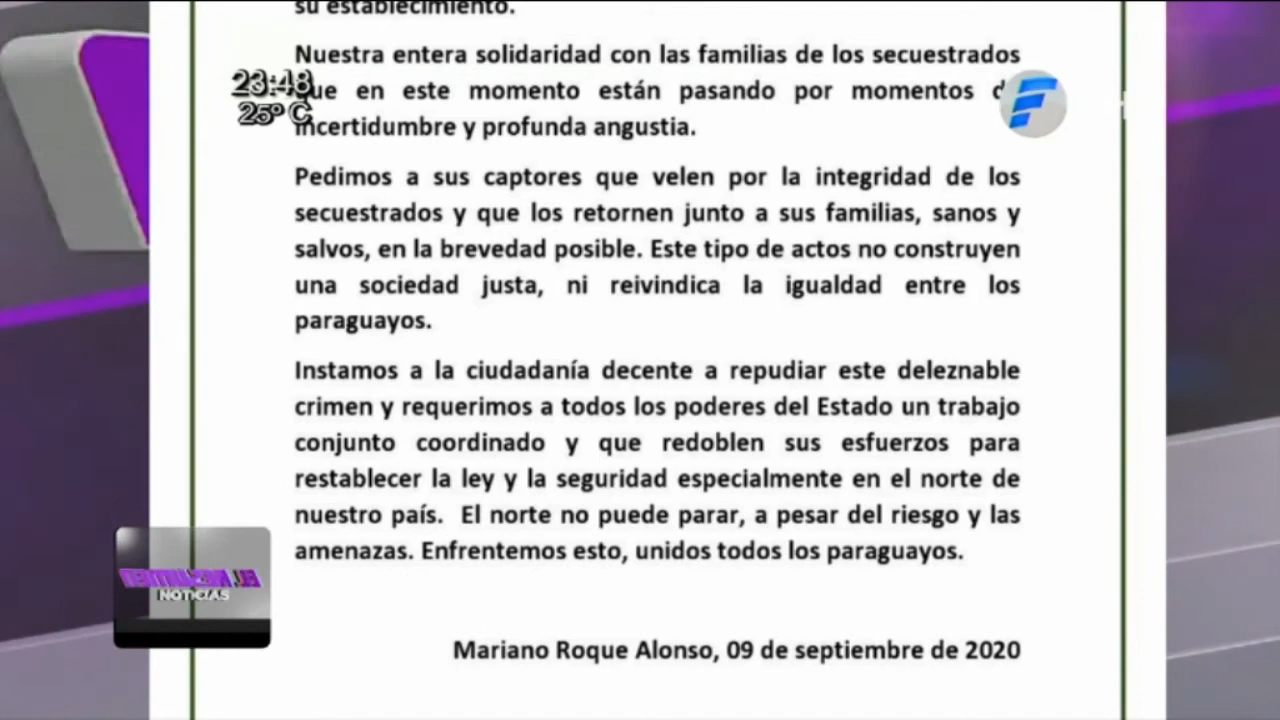 su establecimiento.
Nuestra entera solidaridad con las familias de los secuestrados
que en este momento están pasando por momentos
incertidumbre y profunda angustia.
Pedimos a sus captores que velen por la integridad de los
secuestrados y que los retornen junto a sus familias, sanos y
salvos, en la brevedad posible. Este tipo de actos no construyen
una sociedad justa, ni reivindica la igualdad entre los
paraguayos.
Instamos a la ciudadanía decente a repudiar este deleznable
crimen y requerimos a todos los poderes del Estado un trabajo
conjunto coordinado y que redoblen sus esfuerzos para
restablecer la ley y la seguridad especialmente en el norte de
nuestro país. El norte no puede parar, a pesar del riesgo y las
amenazas. Enfrentemos esto, unidos todos los paraguayos.
Mariano Roque Alonso, 09 de septiembre de 2020
23:48
25º C
NOTICIAS